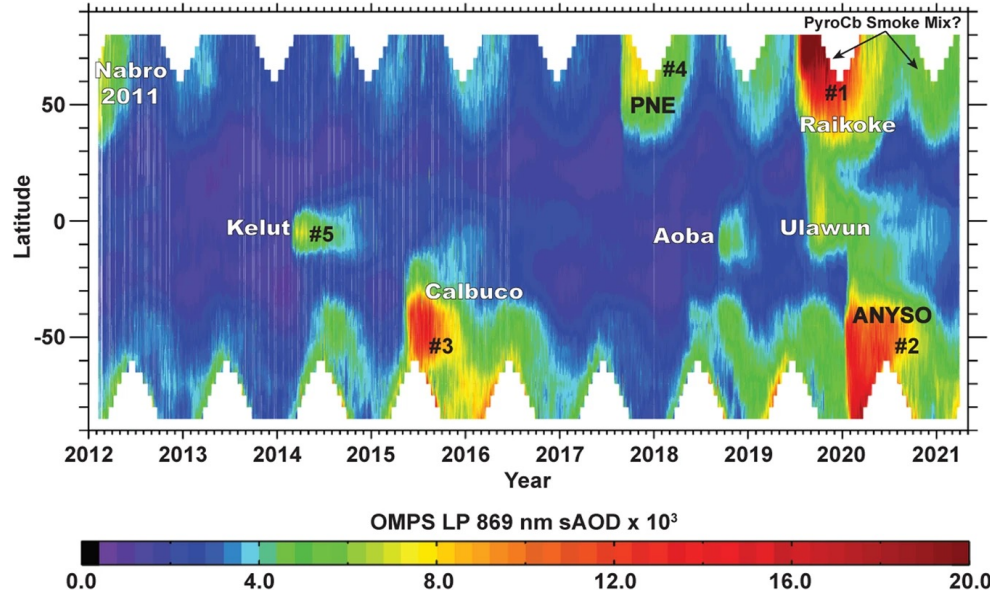 PyroCb Smoke Mix?
Nabro
2011
#4
PNE
#1
Raikoke
Kelut
#5
Aoba
Ulawun
Calbuco
#3
ANYSO
#2
Latitude
50
0
-50
2012 2013 2014 2015 2016 2017 2018 2019 2020 2021
Year
OMPS LP 869 nm sAOD x 10³
0.0 4.0 8.0 12.0 16.0 20.0